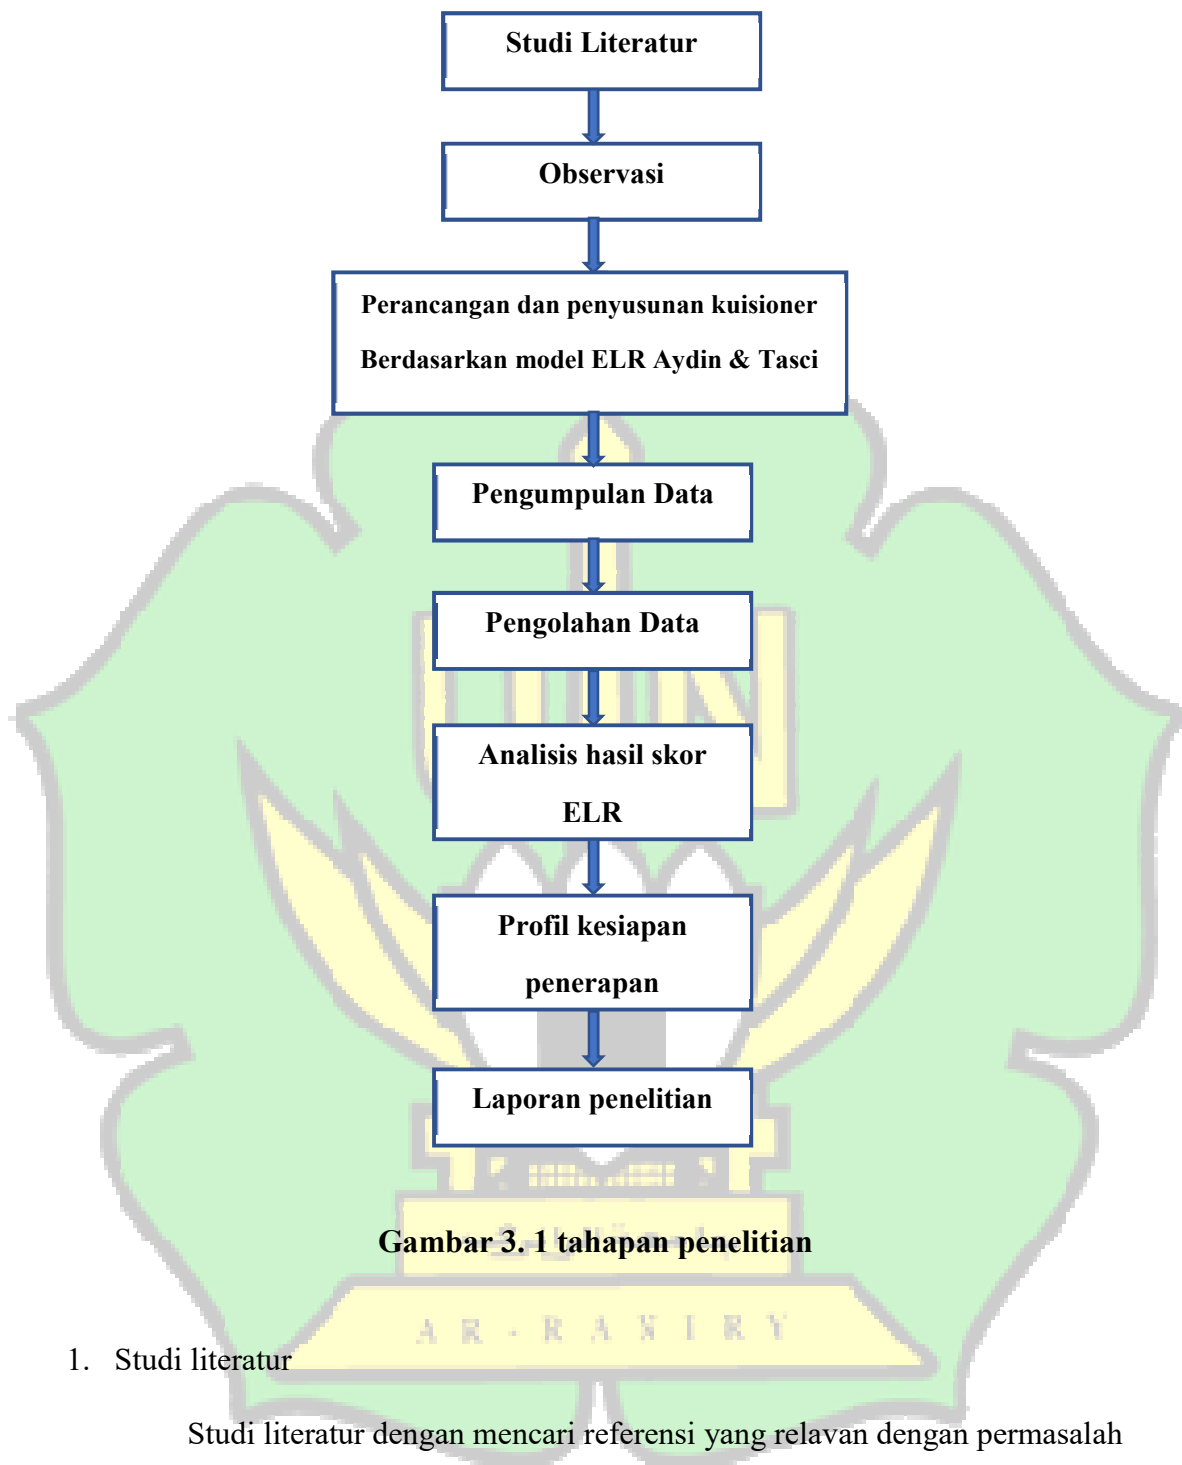 Studi Literatur
Observasi
Perancangan dan penyusunan kuisioner
Berdasarkan model ELR Aydin & Tasci
Pengumpulan Data
Pengolahan Data
Analisis hasil skor
ELR
Profil kesiapan
penerapan
Laporan penelitian
Gambar 3. 1 tahapan penelitian
AR-RANIRY
1. Studi literatur
Studi literatur dengan mencari referensi yang relavan dengan permasalah